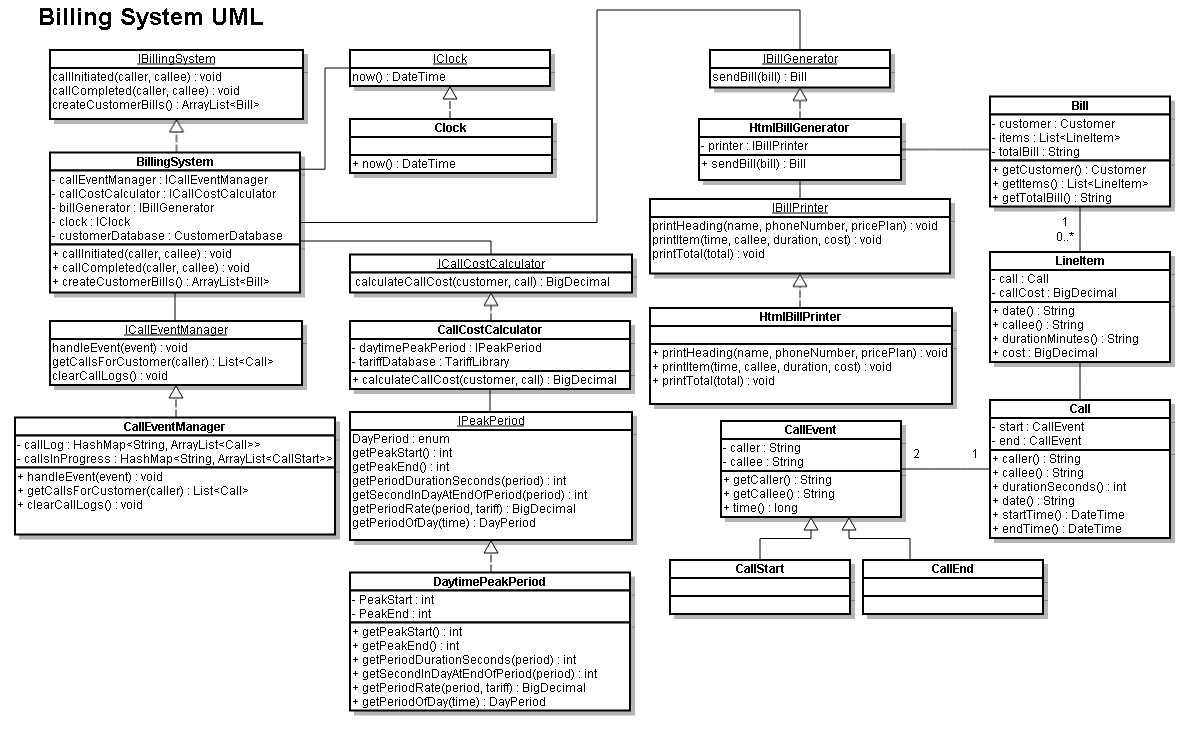 Billing System UML
IBillingSystem
callInitiated(caller, callee) : void
callCompleted(caller, callee) : void
createCustomerBills() : ArrayList<Bill>
BillingSystem
- callEventManager : ICallEventManager
- callCostCalculator : ICallCostCalculator
- billGenerator : IBillGenerator
- clock : IClock
- customerDatabase : CustomerDatabase
+ callInitiated(caller, callee) : void
+ callCompleted(caller, callee) : void
+ createCustomerBills() : ArrayList<Bill>
ICallEventManager
handleEvent(event) : void
getCallsForCustomer(caller) : List<Call>
clearCallLogs() : void
CallEventManager
- callLog : HashMap<String, ArrayList<Call>>
- callsInProgress : HashMap<String, ArrayList<CallStart>>
+ handleEvent(event) : void
+ getCallsForCustomer(caller) : List<Call>
+ clearCallLogs() : void
IClock
now() : DateTime
Clock
+ now() : DateTime
ICallCostCalculator
calculateCallCost(customer, call) : BigDecimal
CallCostCalculator
- daytimePeakPeriod : IPeakPeriod
- tariffDatabase : TariffLibrary
+ calculateCallCost(customer, call) : BigDecimal
IPeakPeriod
DayPeriod : enum
getPeakStart() : int
getPeakEnd() : int
getPeriodDurationSeconds(period) : int
getSecondInDayAtEndOfPeriod(period) : int
getPeriodRate(period, tariff) : BigDecimal
getPeriodOfDay(time) : DayPeriod
DaytimePeakPeriod
- PeakStart : int
- PeakEnd : int
+ getPeakStart() : int
+ getPeakEnd() : int
+ getPeriodDurationSeconds(period) : int
+ getSecondInDayAtEndOfPeriod(period) : int
+ getPeriodRate(period, tariff) : BigDecimal
+ getPeriodOfDay(time) : DayPeriod
IBillGenerator
sendBill(bill) : Bill
HtmlBillGenerator
- printer : IBillPrinter
+ sendBill(bill) : Bill
IBillPrinter
printHeading(name, phoneNumber, pricePlan) : void
printItem(time, callee, duration, cost) : void
printTotal(total) : void
HtmlBillPrinter
+ printHeading(name, phoneNumber, pricePlan) : void
+ printItem(time, callee, duration, cost) : void
+ printTotal(total) : void
CallEvent
- caller : String
- callee : String
+ getCaller() : String
+ getCallee() : String
+ time() : long
2
1
CallStart
CallEnd
Bill
- customer : Customer
- items : List<LineItem>
- totalBill : String
+ getCustomer() : Customer
+ getItems() : List<LineItem>
+ getTotalBill() : String
1
0..*
LineItem
- call : Call
- callCost : BigDecimal
+ date() : String
+ callee() : String
+ durationMinutes() : String
+ cost : BigDecimal
Call
- start : CallEvent
- end : CallEvent
+ caller() : String
+ callee() : String
+ durationSeconds() : int
+ date() : String
+ startTime() : DateTime
+ endTime() : DateTime